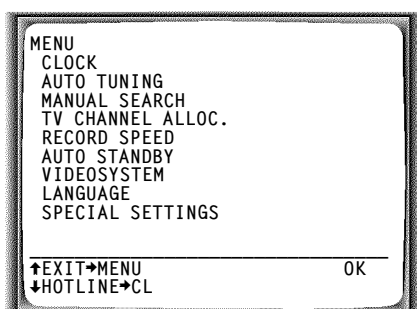 MENU
CLOCK
AUTO TUNING
MANUAL SEARCH
TV CHANNEL ALLOC.
RECORD SPEED
AUTO STANDBY
VIDEOSYSTEM
LANGUAGE
SPECIAL SETTINGS
↑EXIT→MENU OK
↓HOTLINE→CL